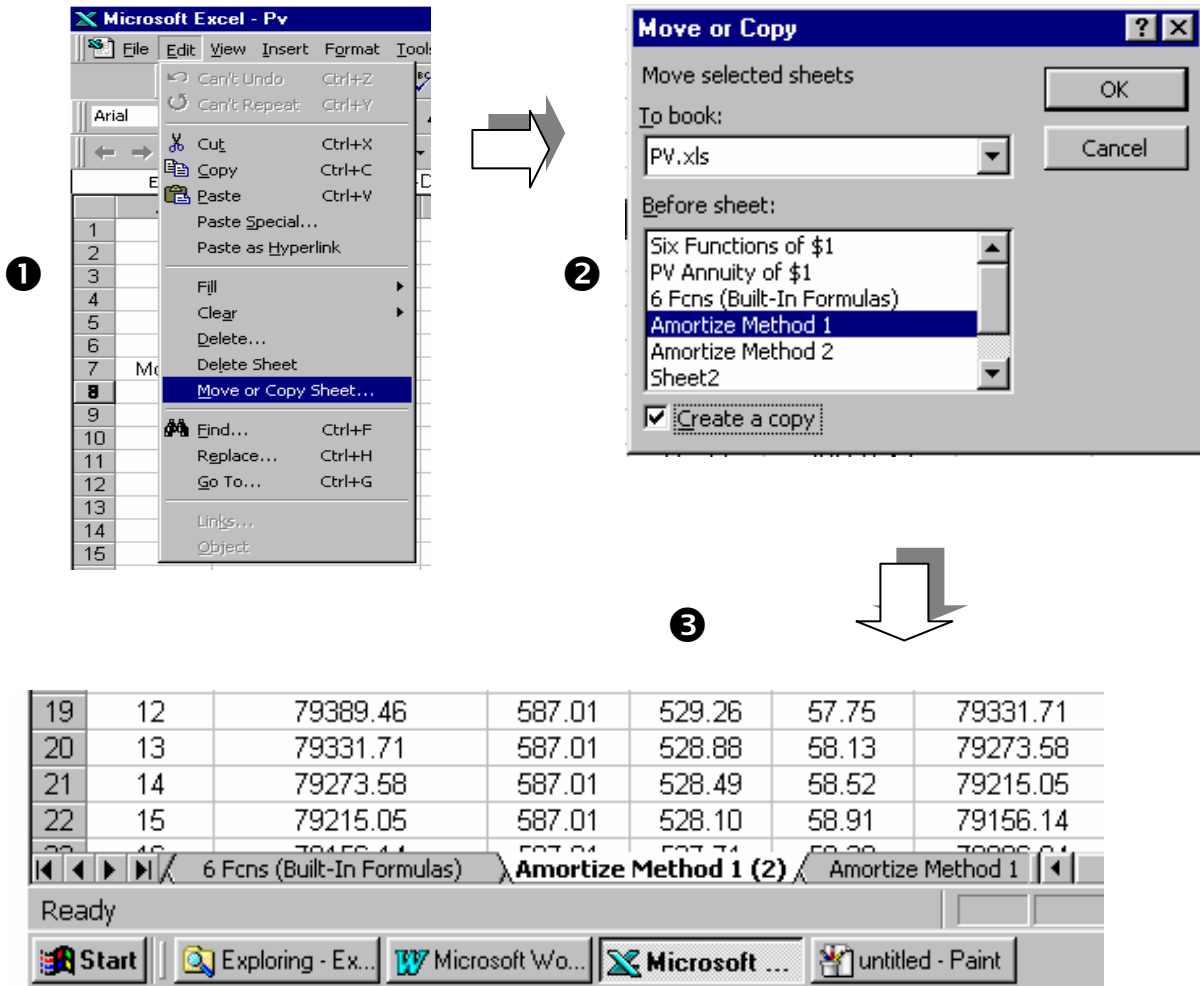 ❶
Microsoft Excel - Pv
File Edit View Insert Format
Arial
Can't Undo Ctrl+Z
Can't Repeat Ctrl+Y
Cut Ctrl+X
Copy Ctrl+C
Paste Ctrl+V
Paste Special...
Paste as Hyperlink
Fill
Clear
Delete...
Delete Sheet
Move or Copy Sheet...
Find... Ctrl+F
Replace... Ctrl+H
Go To... Ctrl+G
Links...
Object
1
2
3
4
5
6
7
8
9
10
11
12
13
14
15
❷
Move or Copy
Move selected sheets
To book:
PV.xls
Before sheet:
Six Functions of $1
PV Annuity of $1
6 Fcns (Built-In Formulas)
Amortize Method 1
Amortize Method 2
Sheet2
Create a copy
OK
Cancel
❸
19 12 79389.46 587.01 529.26 57.75 79331.71
20 13 79331.71 587.01 528.88 58.13 79273.58
21 14 79273.58 587.01 528.49 58.52 79215.05
22 15 79215.05 587.01 528.10 58.91 79156.14
6 Fcns (Built-In Formulas) Amortize Method 1 (2) Amortize Method 1
Ready
Start Exploring - Ex... Microsoft Wo... Microsoft ... untitled - Paint